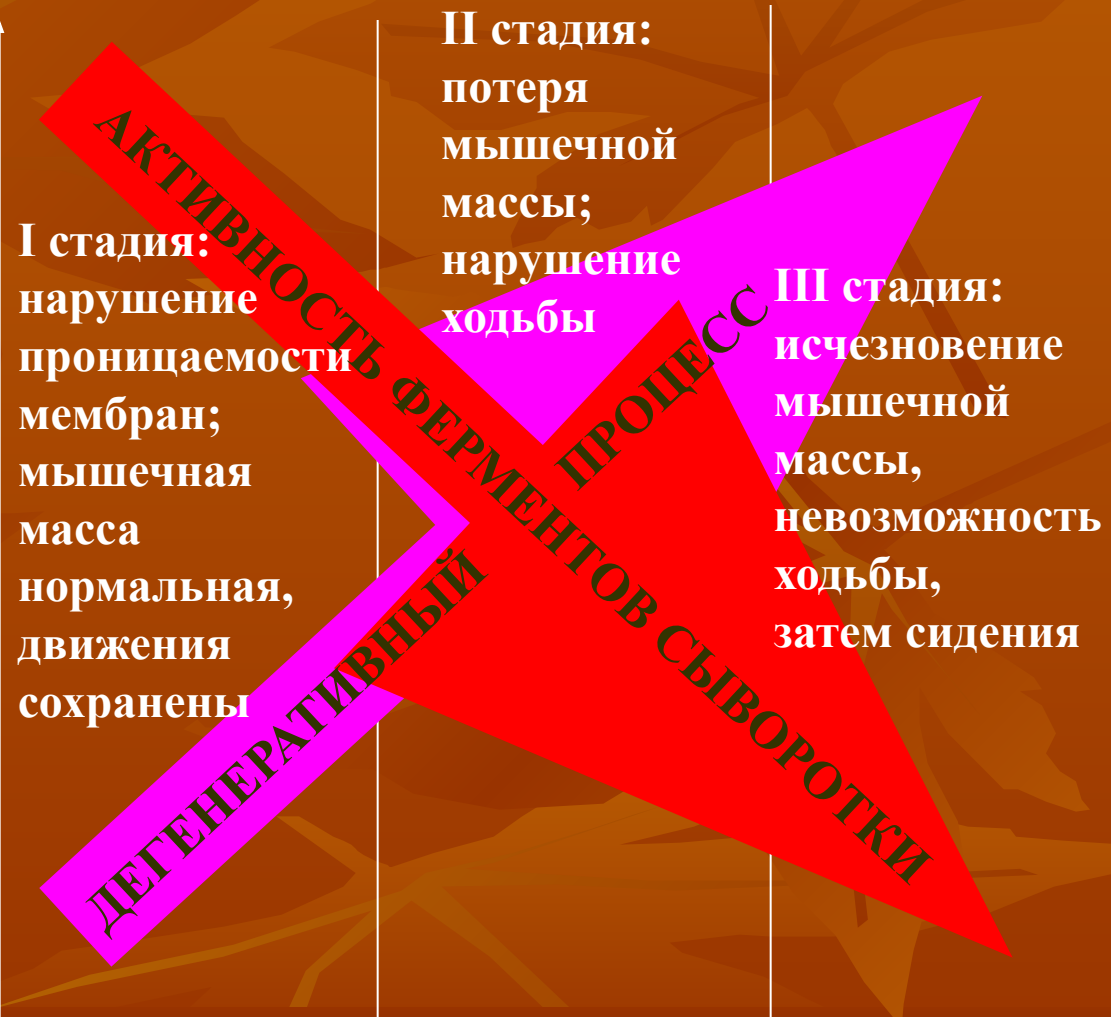 I стадия:
нарушение
проницаемости
мембран;
мышечная
масса
нормальная,
движения
сохранены
II стадия:
потеря
мышечной
массы;
нарушение
ходьбы
III стадия:
исчезновение
мышечной
массы,
невозможность
ходьбы,
затем сидения
АКТИВНОСТЬ ФЕРМЕНТОВ СЫВОРОТКИ
ДЕГЕНЕРАТИВНЫЙ ПРОЦЕСС